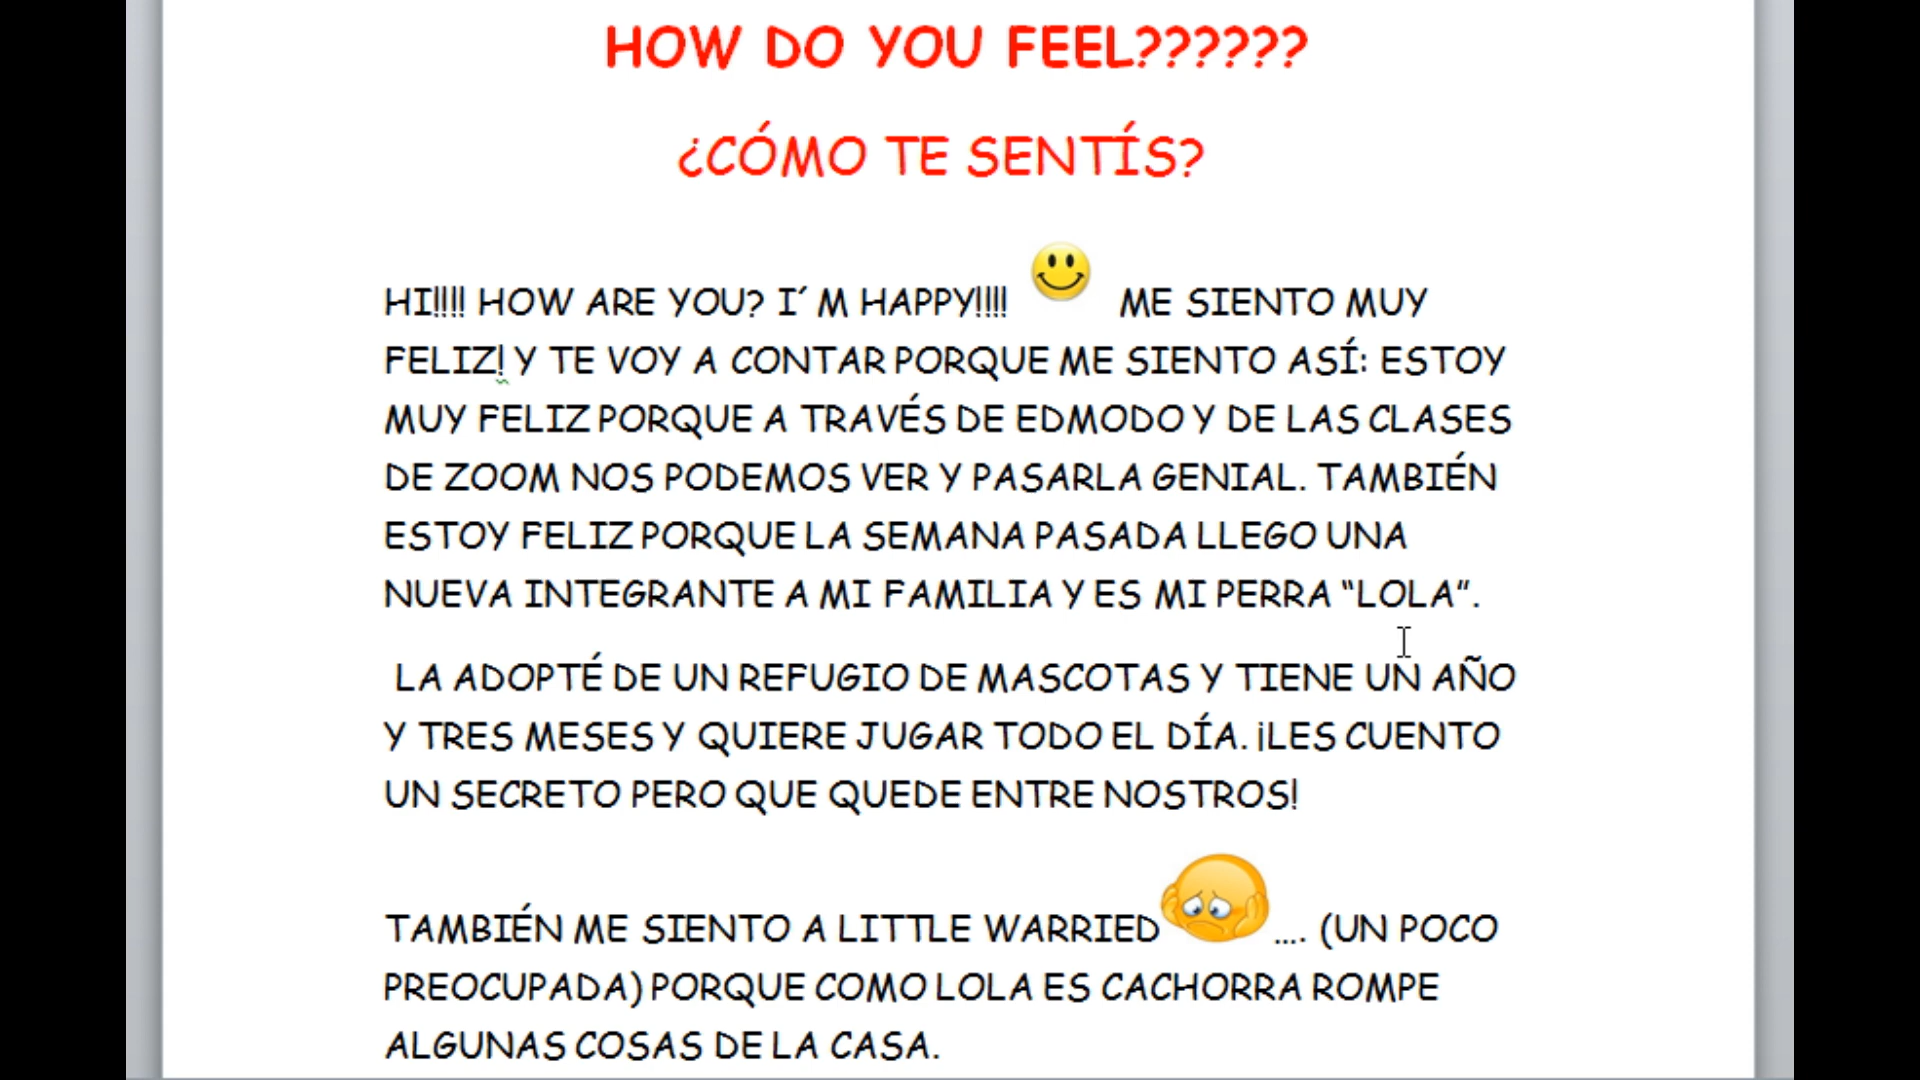 HOW DO YOU FEEL??????
¿CÓMO TE SENTÍS?
HI!!!! HOW ARE YOU? I´M HAPPY!!!! ME SIENTO MUY
FELIZ! Y TE VOY A CONTAR PORQUE ME SIENTO ASÍ: ESTOY
MUY FELIZ PORQUE A TRAVÉS DE EDMODO Y DE LAS CLASES
DE ZOOM NOS PODEMOS VER Y PASARLA GENIAL. TAMBIÉN
ESTOY FELIZ PORQUE LA SEMANA PASADA LLEGO UNA
NUEVA INTEGRANTE A MI FAMILIA Y ES MI PERRA “LOLA”.
LA ADOPTÉ DE UN REFUGIO DE MASCOTAS Y TIENE UN AÑO
Y TRES MESES Y QUIERE JUGAR TODO EL DÍA. ¡LES CUENTO
UN SECRETO PERO QUE QUEDE ENTRE NOSTROS!
TAMBIÉN ME SIENTO A LITTLE WARRIED .... (UN POCO
PREOCUPADA) PORQUE COMO LOLA ES CACHORRA ROMPE
ALGUNAS COSAS DE LA CASA.